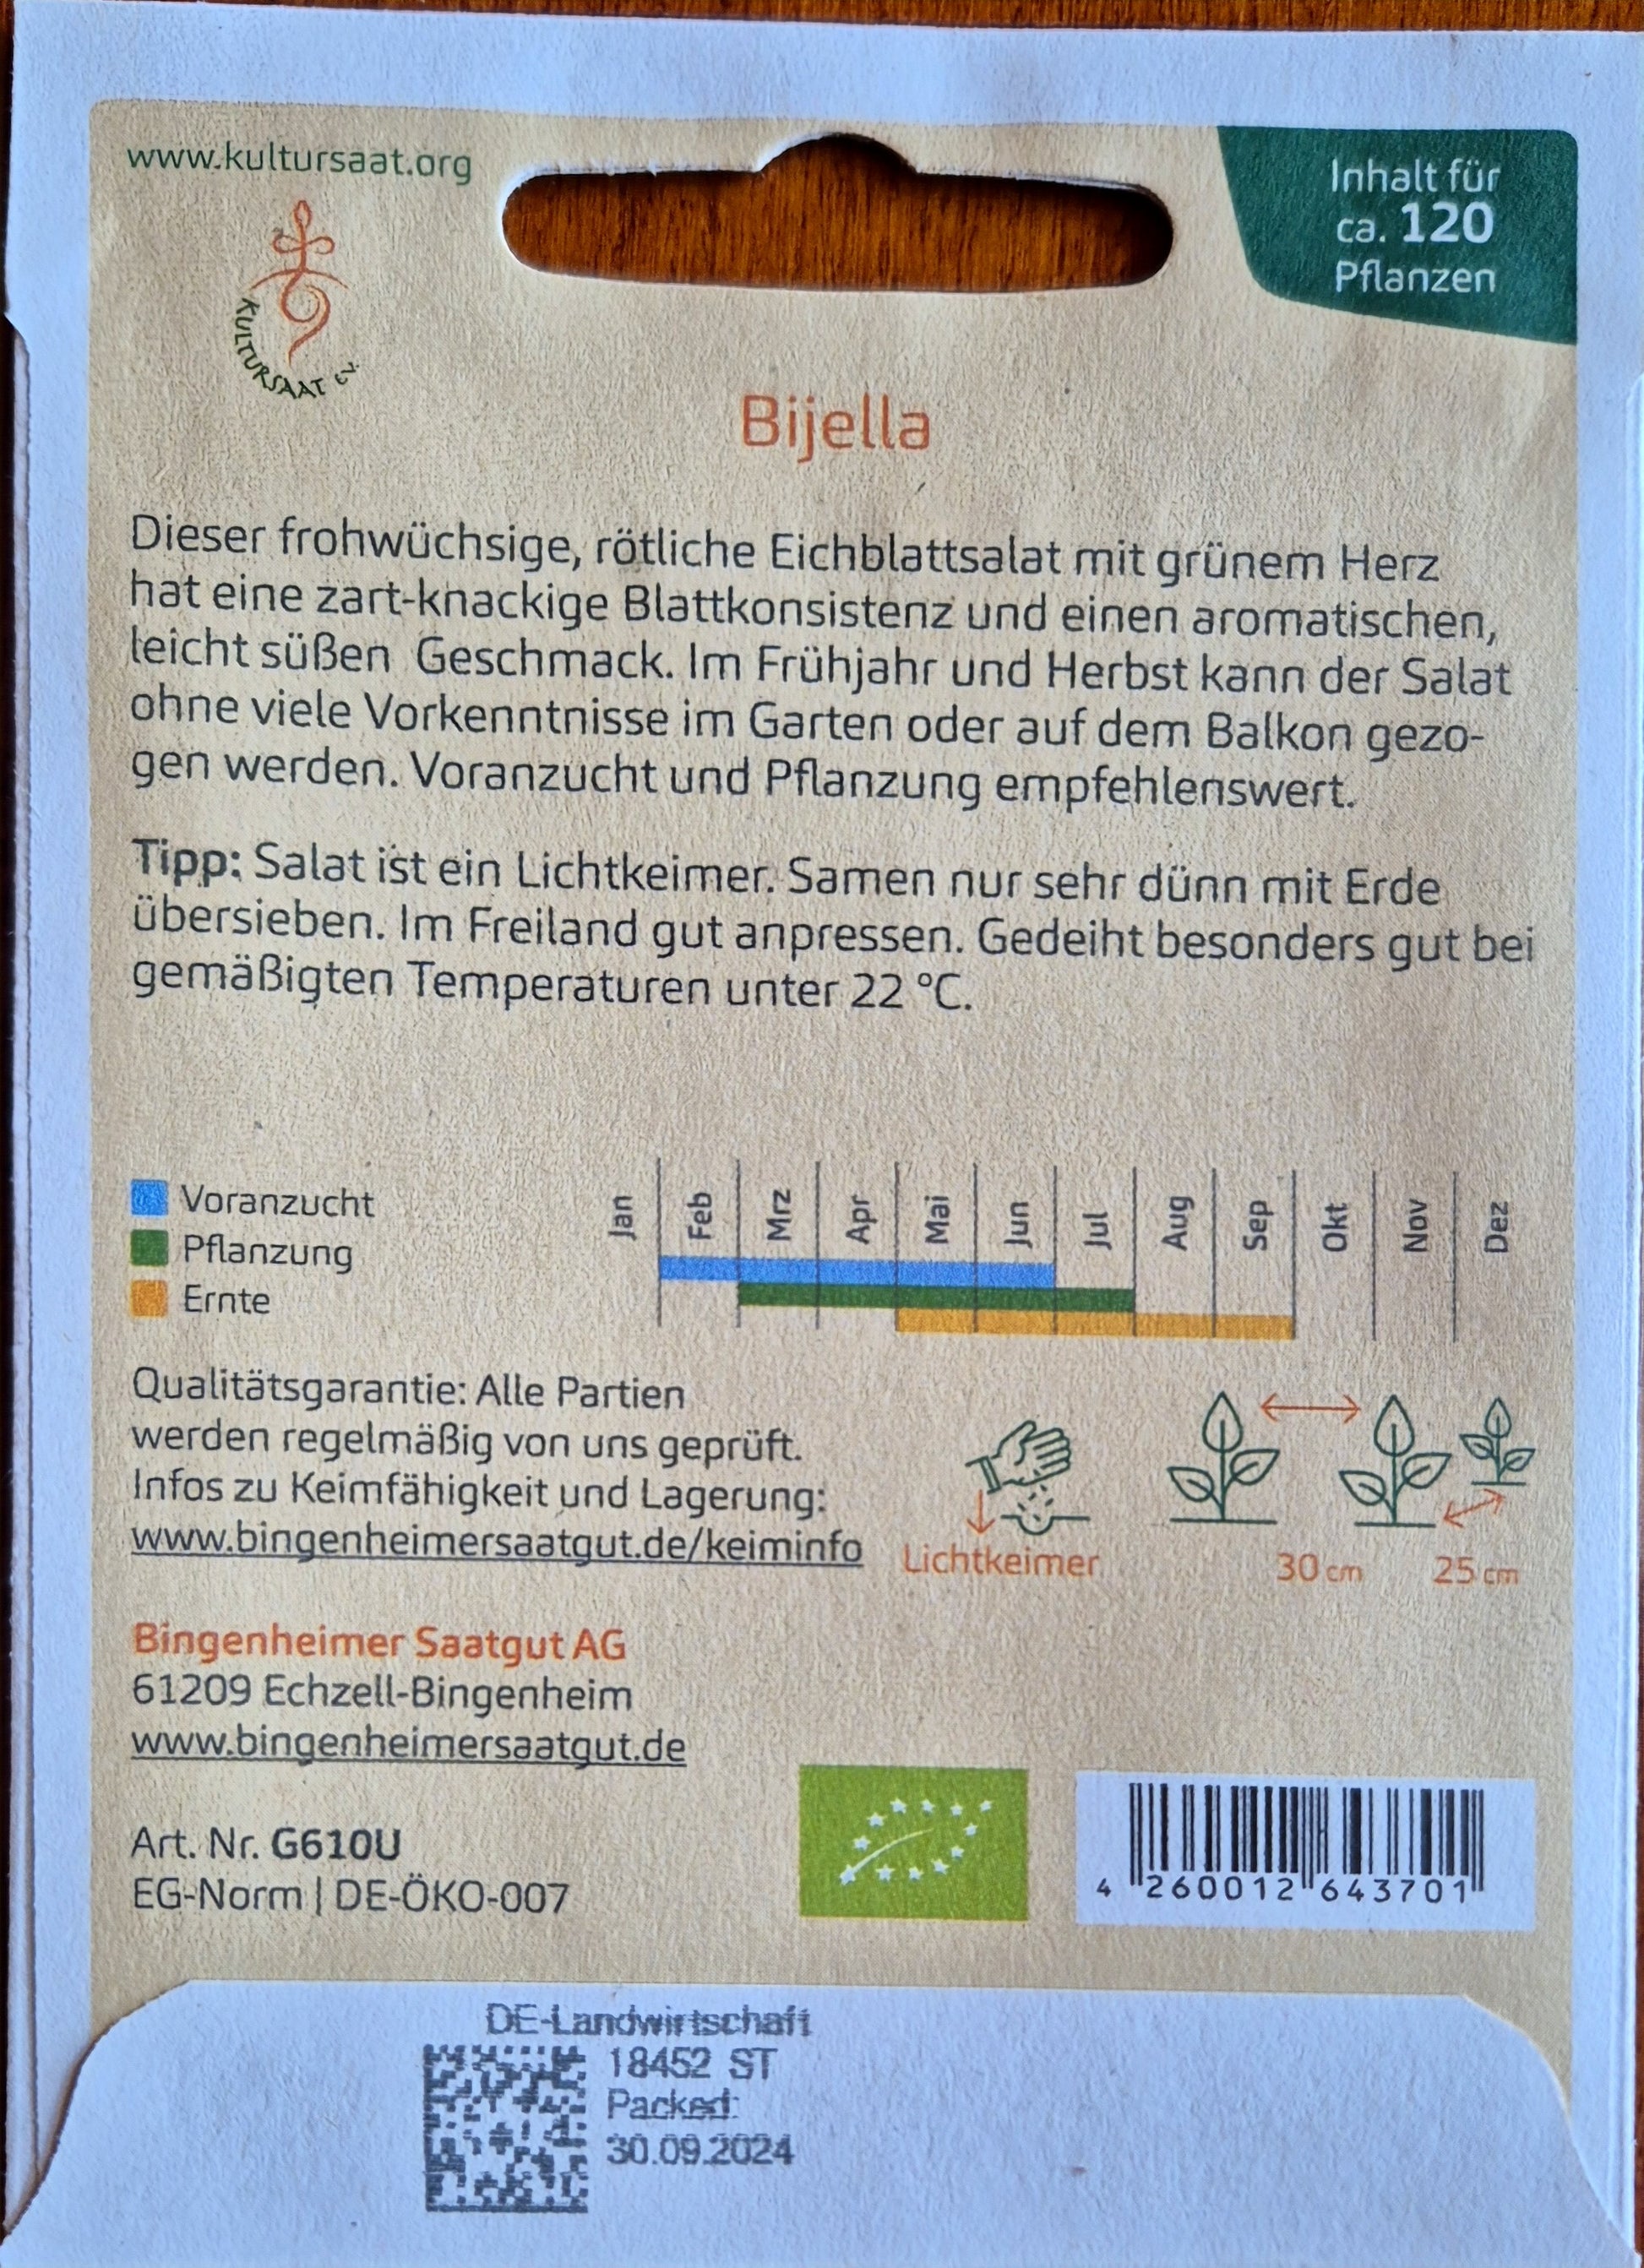 www.kultursaat.org
KULTURSAAT e.V.
Inhalt für
ca. 120
Pflanzen
Bijella
Dieser frohwüchsige, rötliche Eichblattsalat mit grünem Herz
hat eine zart-knackige Blattkonsistenz und einen aromatischen,
leicht süßen Geschmack. Im Frühjahr und Herbst kann der Salat
ohne viele Vorkenntnisse im Garten oder auf dem Balkon gezo-
gen werden. Voranzucht und Pflanzung empfehlenswert.
Tipp: Salat ist ein Lichtkeimer. Samen nur sehr dünn mit Erde
übersieben. Im Freiland gut anpressen. Gedeiht besonders gut bei
gemäßigten Temperaturen unter 22 °C.
Jan Feb Mrz Apr Mai Jun Jul Aug Sep Okt Nov Dez
Voranzucht
Pflanzung
Ernte
Qualitätsgarantie: Alle Partien
werden regelmäßig von uns geprüft.
Infos zu Keimfähigkeit und Lagerung:
www.bingenheimersaatgut.de/keiminfo
Lichtkeimer
30 cm 25 cm
Bingenheimer Saatgut AG
61209 Echzell-Bingenheim
www.bingenheimersaatgut.de
Art. Nr. G610U
EG-Norm | DE-ÖKO-007
4 260012 643701
DE-Landwirtschaft
18452 ST
Packed:
30.09.2024